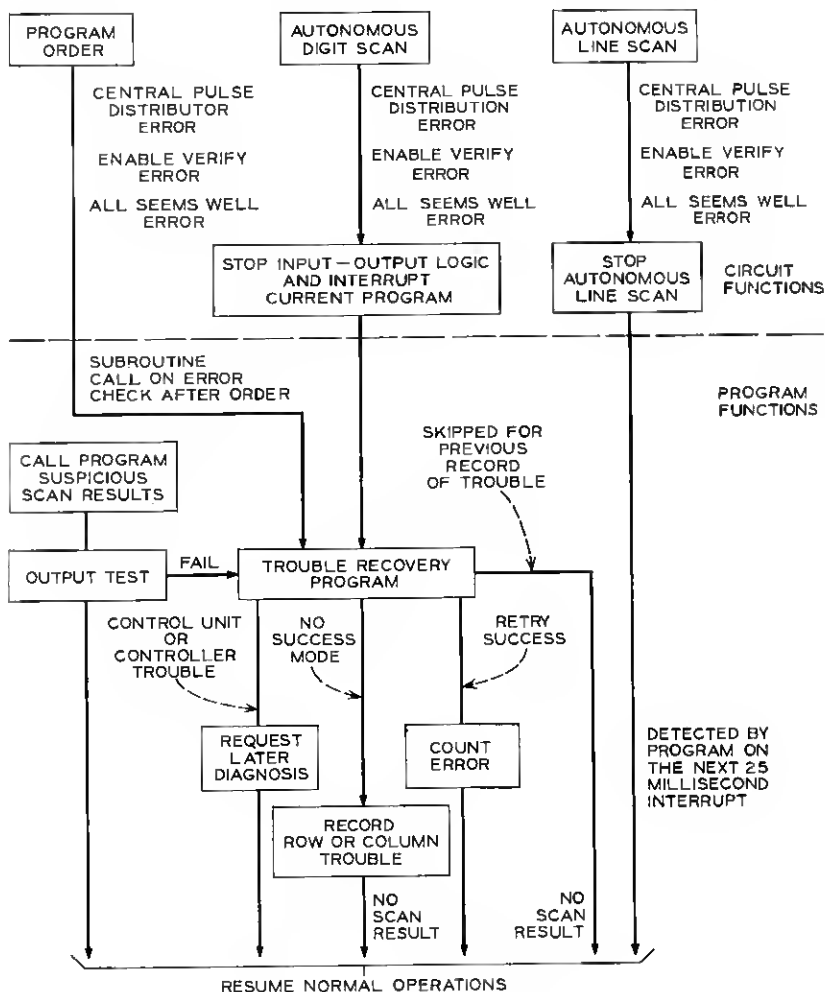 PROGRAM
ORDER
AUTONOMOUS
DIGIT SCAN
AUTONOMOUS
LINE SCAN
CENTRAL PULSE
DISTRIBUTOR
ERROR
ENABLE VERIFY
ERROR
ALL SEEMS WELL
ERROR
CENTRAL PULSE
DISTRIBUTION
ERROR
ENABLE VERIFY
ERROR
ALL SEEMS WELL
ERROR
CENTRAL PULSE
DISTRIBUTION
ERROR
ENABLE VERIFY
ERROR
ALL SEEMS WELL
ERROR
STOP INPUT-OUTPUT LOGIC
AND INTERRUPT
CURRENT PROGRAM
STOP
AUTONOMOUS
LINE SCAN
CIRCUIT
FUNCTIONS
SUBROUTINE
CALL ON ERROR
CHECK AFTER ORDER
PROGRAM
FUNCTIONS
CALL PROGRAM
SUSPICIOUS
SCAN RESULTS
SKIPPED FOR
PREVIOUS
RECORD
OF TROUBLE
OUTPUT TEST
FAIL
TROUBLE RECOVERY
PROGRAM
CONTROL UNIT
OR
CONTROLLER
TROUBLE
NO
SUCCESS
MODE
RETRY
SUCCESS
REQUEST
LATER
DIAGNOSIS
COUNT
ERROR
DETECTED BY
PROGRAM ON
THE NEXT 25
MILLISECOND
INTERRUPT
RECORD
ROW OR COLUMN
TROUBLE
NO
SCAN
RESULT
NO
SCAN
RESULT
RESUME NORMAL OPERATIONS